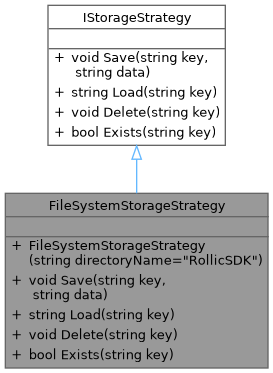 IStorageStrategy
+ void Save(string key,
string data)
+ string Load(string key)
+ void Delete(string key)
+ bool Exists(string key)
FileSystemStorageStrategy
+ FileSystemStorageStrategy
(string directoryName="RollicSDK")
+ void Save(string key,
string data)
+ string Load(string key)
+ void Delete(string key)
+ bool Exists(string key)